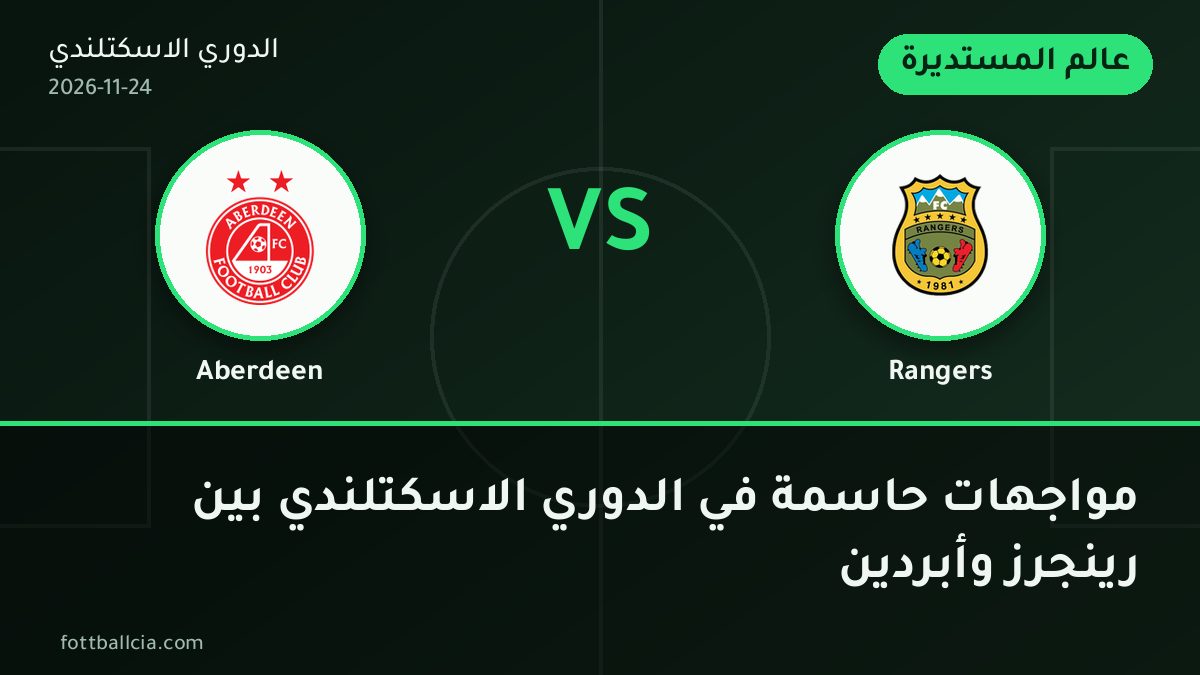 عالم المستديرة
الدوري الاسكتلندي
2026-11-24
ABERDEEN
FC
1903
FOOTBALL CLUB
FC
RANGERS
1981
VS
Aberdeen
Rangers
مواجهات حاسمة في الدوري الاسكتلندي بين
رينجرز وأبردين
fottballcia.com